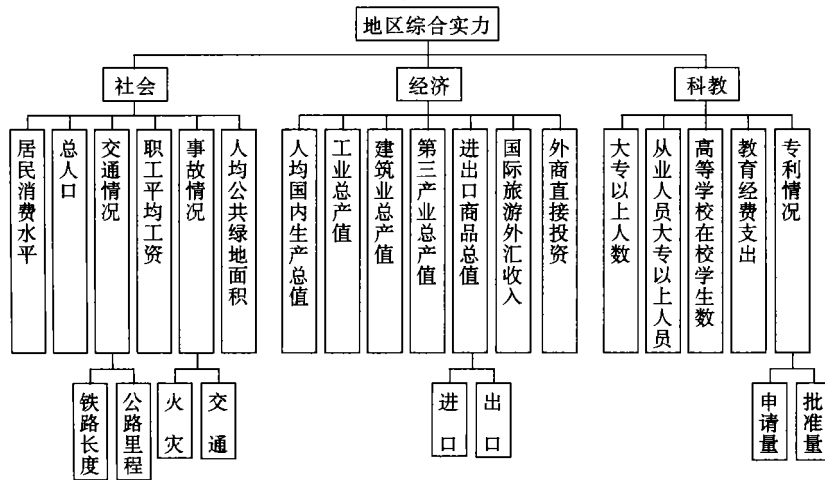 地区综合实力
社会
经济
科教
居民消费水平
总人口
交通情况
职工平均工资
事故情况
人均公共绿地面积
人均国内生产总值
工业总产值
建筑业总产值
第三产业总产值
进出口商品总值
国际旅游外汇收入
外商直接投资
大专以上人数
从业人员大专以上人员
高等学校在校学生数
教育经费支出
专利情况
铁路长度
公路里程
火灾
交通
进口
出口
申请量
批准量